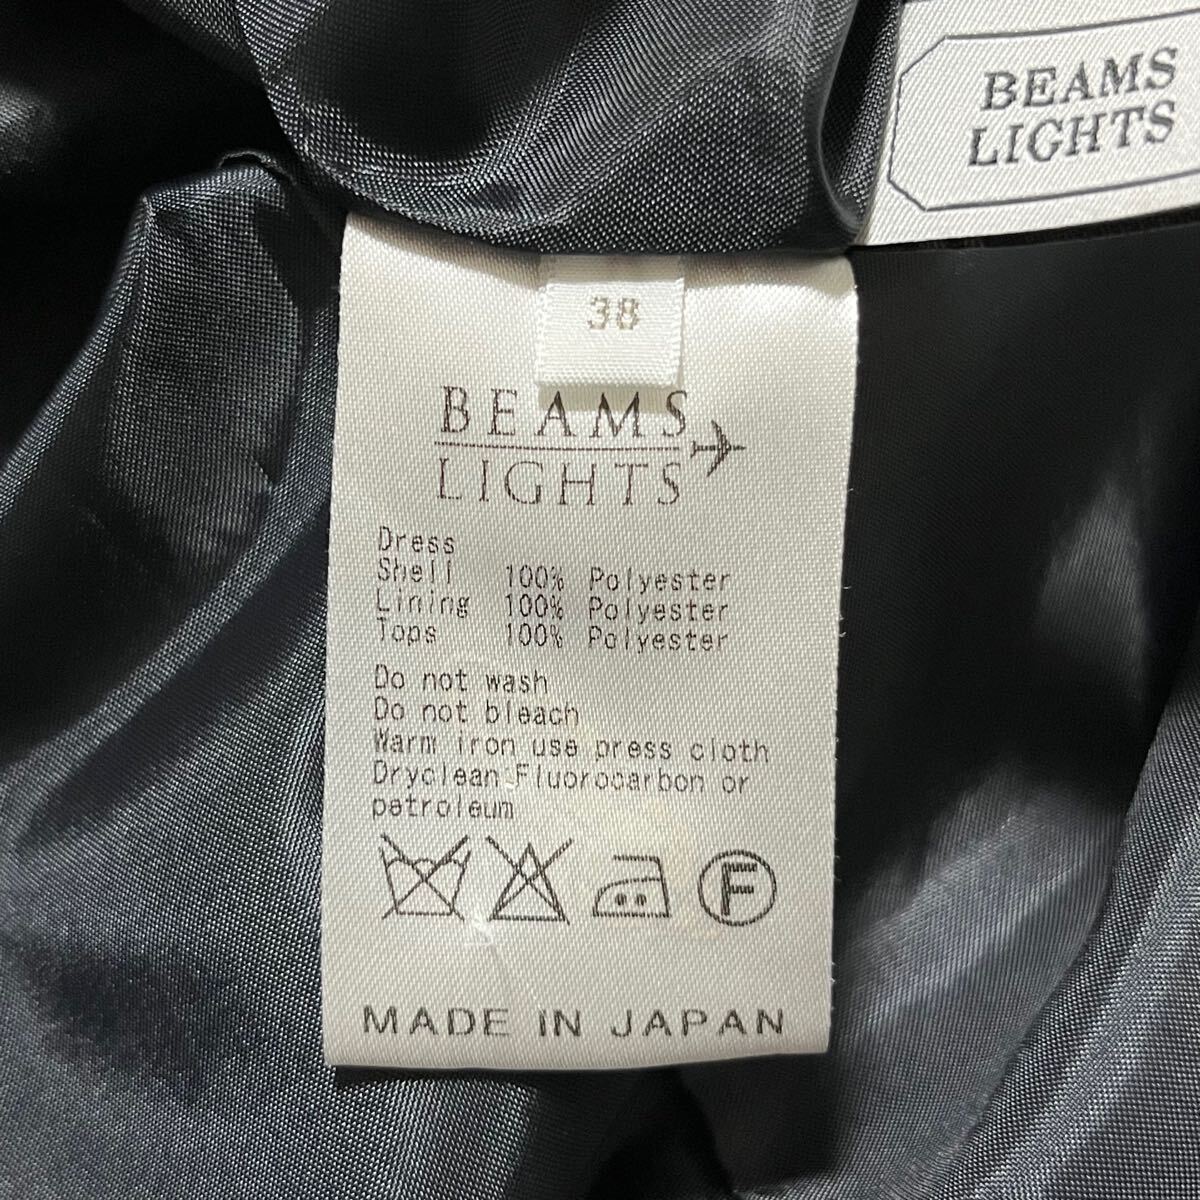 BEAMS
LIGHTS
38
BEAMS
LIGHTS
Dress
Shell 100% Polyester
Lining 100% Polyester
Tops 100% Polyester
Do not wash
Do not bleach
Warm iron use press cloth
Dryclean Fluorocarbon or
petroleum
F
MADE IN JAPAN